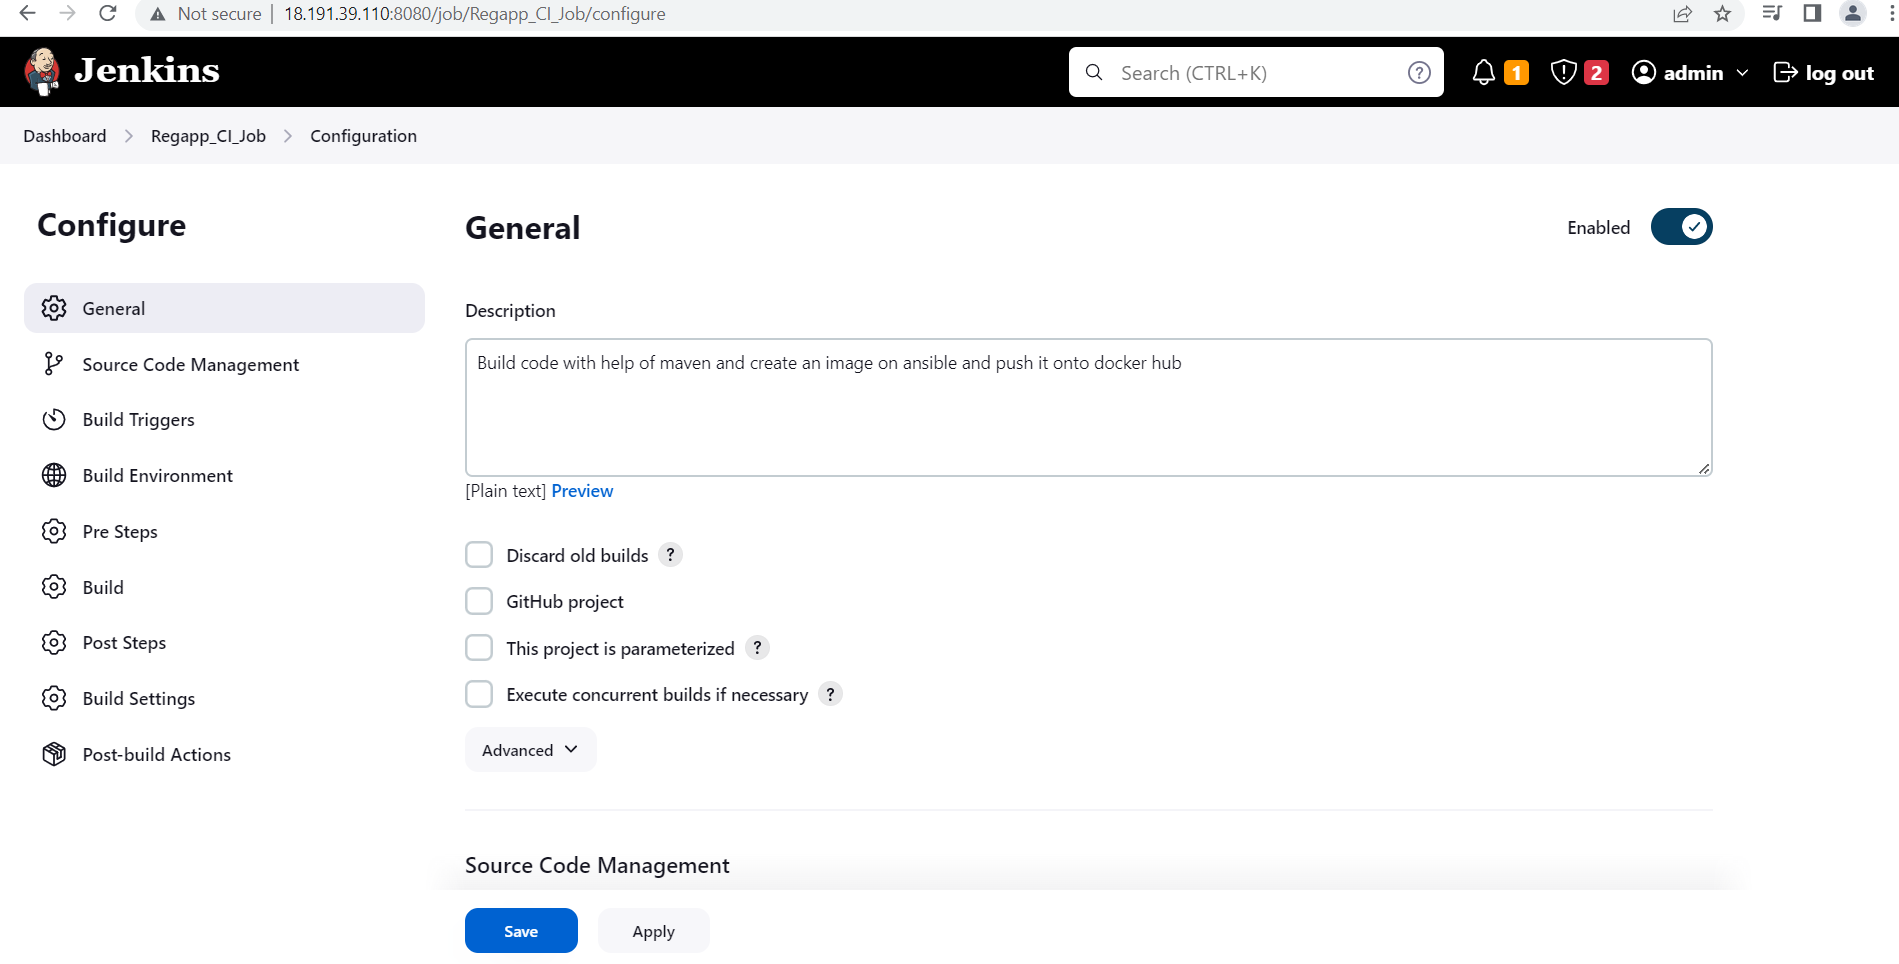 Not secure | 18.191.39.110:8080/job/Regapp_CI_Job/configure
Jenkins
Search (CTRL+K) ?
1
2
admin
log out
Dashboard > Regapp_CI_Job > Configuration
Configure
General
Source Code Management
Build Triggers
Build Environment
Pre Steps
Build
Post Steps
Build Settings
Post-build Actions
General
Enabled
Description
Build code with help of maven and create an image on ansible and push it onto docker hub
[Plain text] Preview
Discard old builds ?
GitHub project
This project is parameterized ?
Execute concurrent builds if necessary ?
Advanced
Source Code Management
Save
Apply